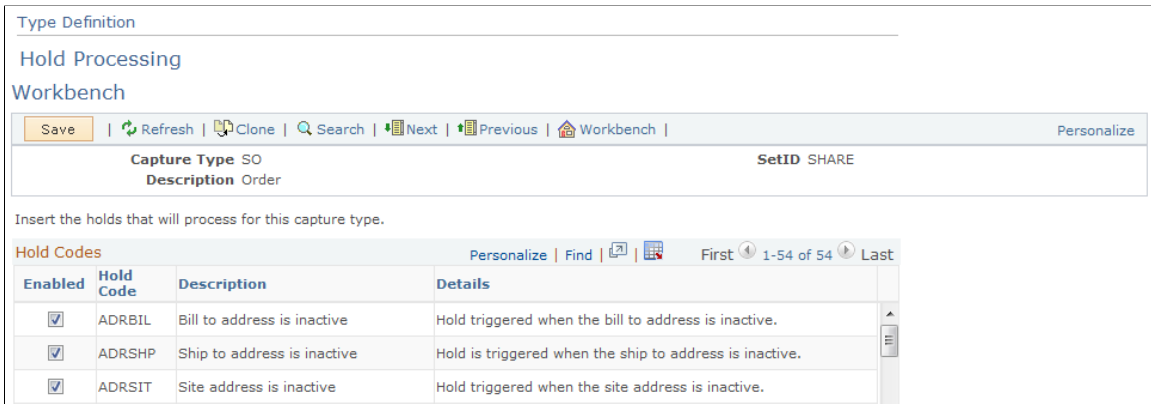 Type Definition
Hold Processing
Workbench
Save | Refresh | Clone | Search | Next | Previous | Workbench | Personalize
Capture Type SO SetID SHARE
Description Order
Insert the holds that will process for this capture type.
Hold Codes Personalize | Find | | First 1-54 of 54 Last
Enabled Hold Code Description Details
ADRBIL Bill to address is inactive Hold triggered when the bill to address is inactive.
ADRSHP Ship to address is inactive Hold is triggered when the ship to address is inactive.
ADRSIT Site address is inactive Hold triggered when the site address is inactive.